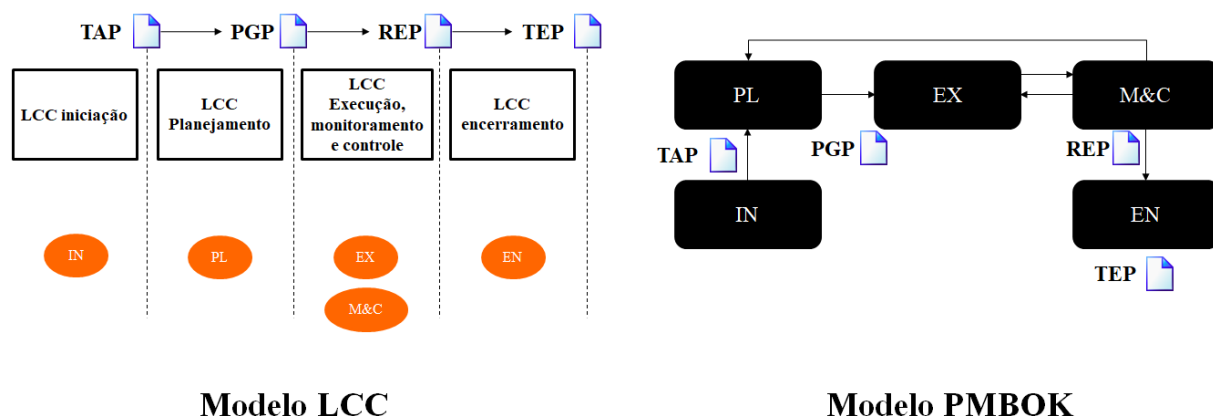 TAP
PGP
REP
TEP
LCC iniciação
LCC
Planejamento
LCC
Execução,
monitoramento
e controle
LCC
encerramento
IN
PL
EX
EN
M&C
Modelo LCC
PL
EX
M&C
TAP
PGP
REP
IN
EN
TEP
Modelo PMBOK